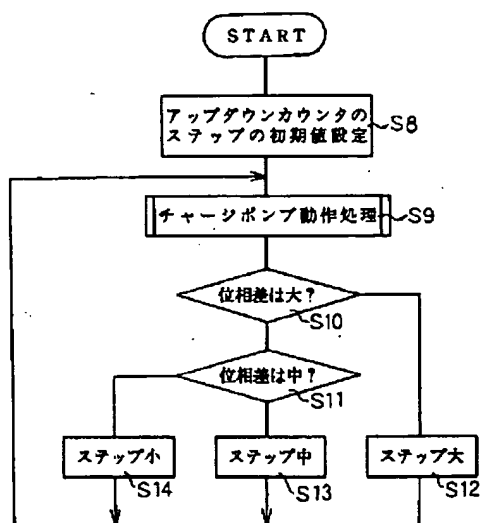 START
アップダウンカウンタの
ステップの初期値設定
S8
チャージポンプ動作処理
S9
位相差は大?
S10
位相差は中?
S11
ステップ小
S14
ステップ中
S13
ステップ大
S12